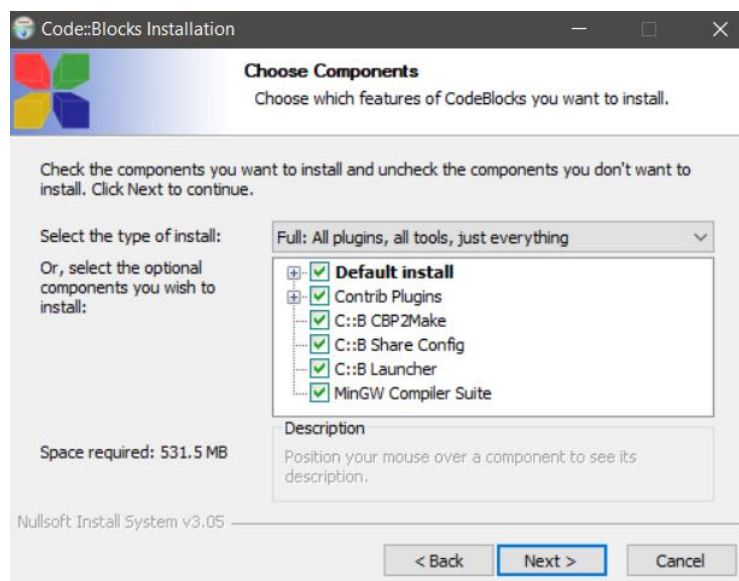 Code::Blocks Installation
Choose Components
Choose which features of CodeBlocks you want to install.
Check the components you want to install and uncheck the components you don't want to
install. Click Next to continue.
Select the type of install:
Full: All plugins, all tools, just everything
Or, select the optional
components you wish to
install:
Default install
Contrib Plugins
C::B CBP2Make
C::B Share Config
C::B Launcher
MinGW Compiler Suite
Space required: 531.5 MB
Description
Position your mouse over a component to see its
description.
Nullsoft Install System v3.05
< Back
Next >
Cancel